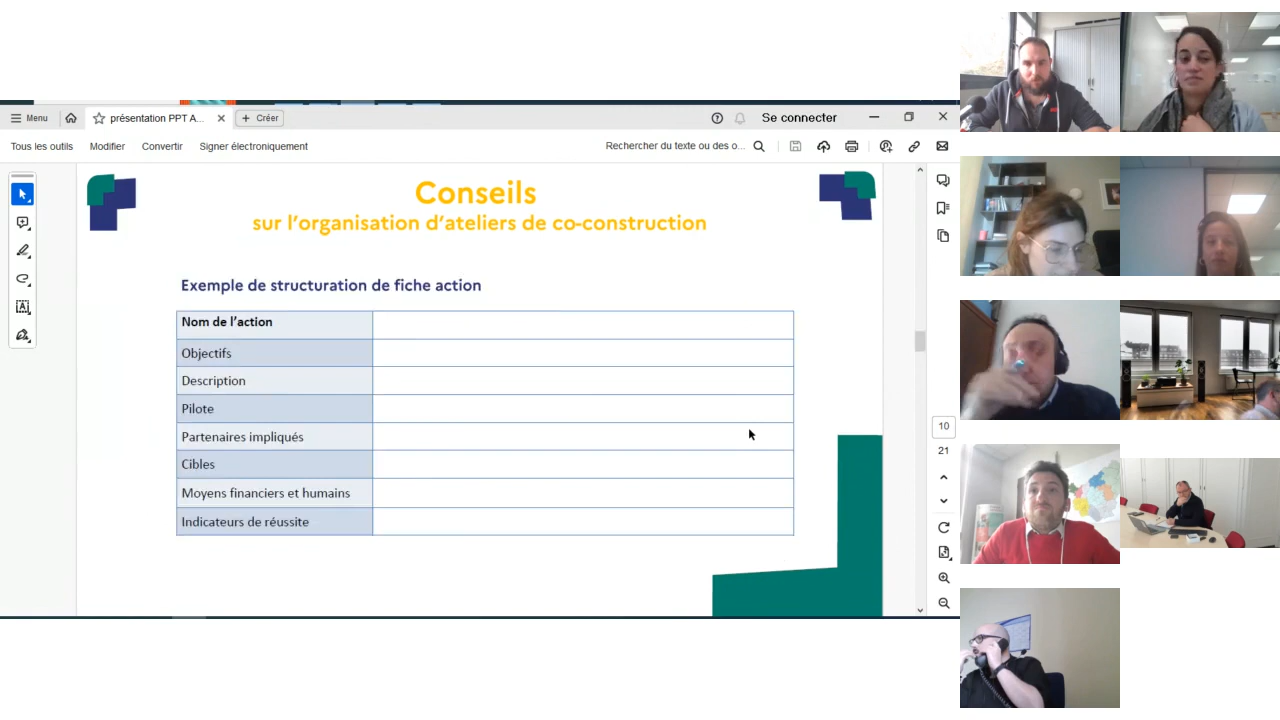 Menu
présentation PPT A...
Créer
Se connecter
Tous les outils
Modifier
Convertir
Signer électroniquement
Rechercher du texte ou des o...
Conseils
sur l'organisation d'ateliers de co-construction
Exemple de structuration de fiche action
Nom de l'action
Objectifs
Description
Pilote
Partenaires impliqués
Cibles
Moyens financiers et humains
Indicateurs de réussite
10
21